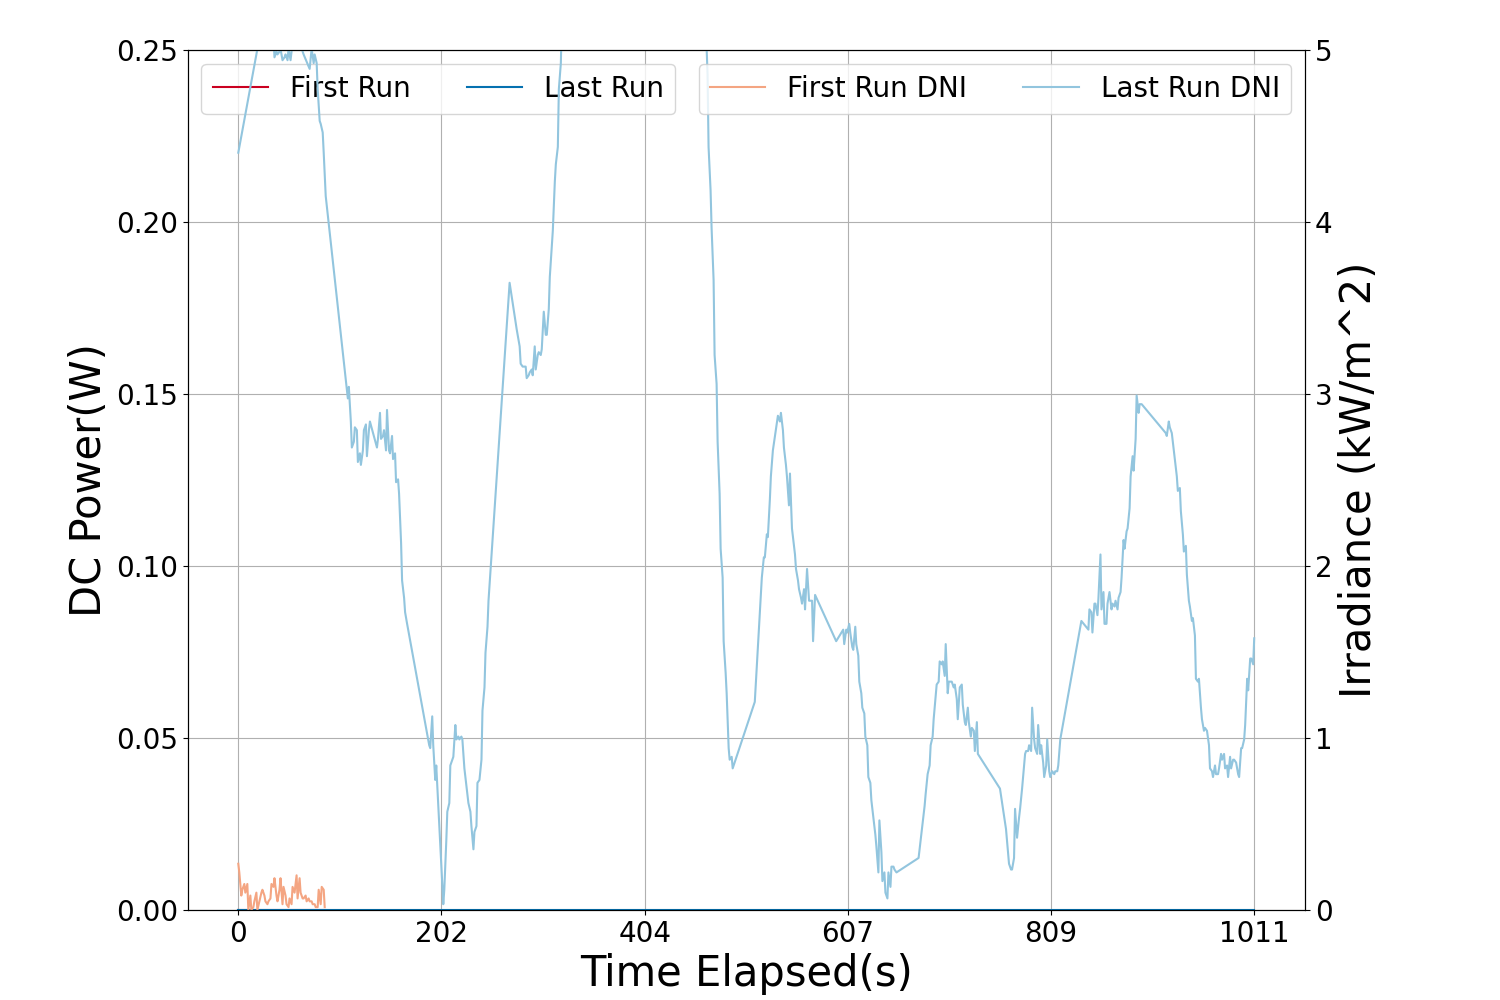 First Run
Last Run
First Run DNI
Last Run DNI
DC Power(W)
0.25
0.20
0.15
0.10
0.05
0.00
5
4
3
2
1
0
Irradiance (kW/m^2)
0
202
404
607
809
1011
Time Elapsed(s)